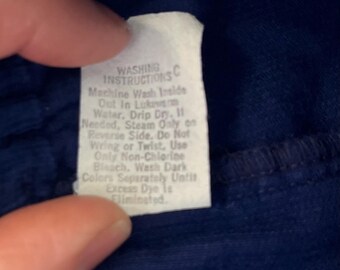 WASHING
INSTRUCTIONS C
Machine Wash Inside
Out In Lukewarm
Water. Drip Dry. If
Needed, Steam Only on
Reverse Side. Do Not
Wring or Twist. Use
Only Non-Chlorine
Bleach. Wash Dark
Colors Separately Until
Excess Dye is
Eliminated.